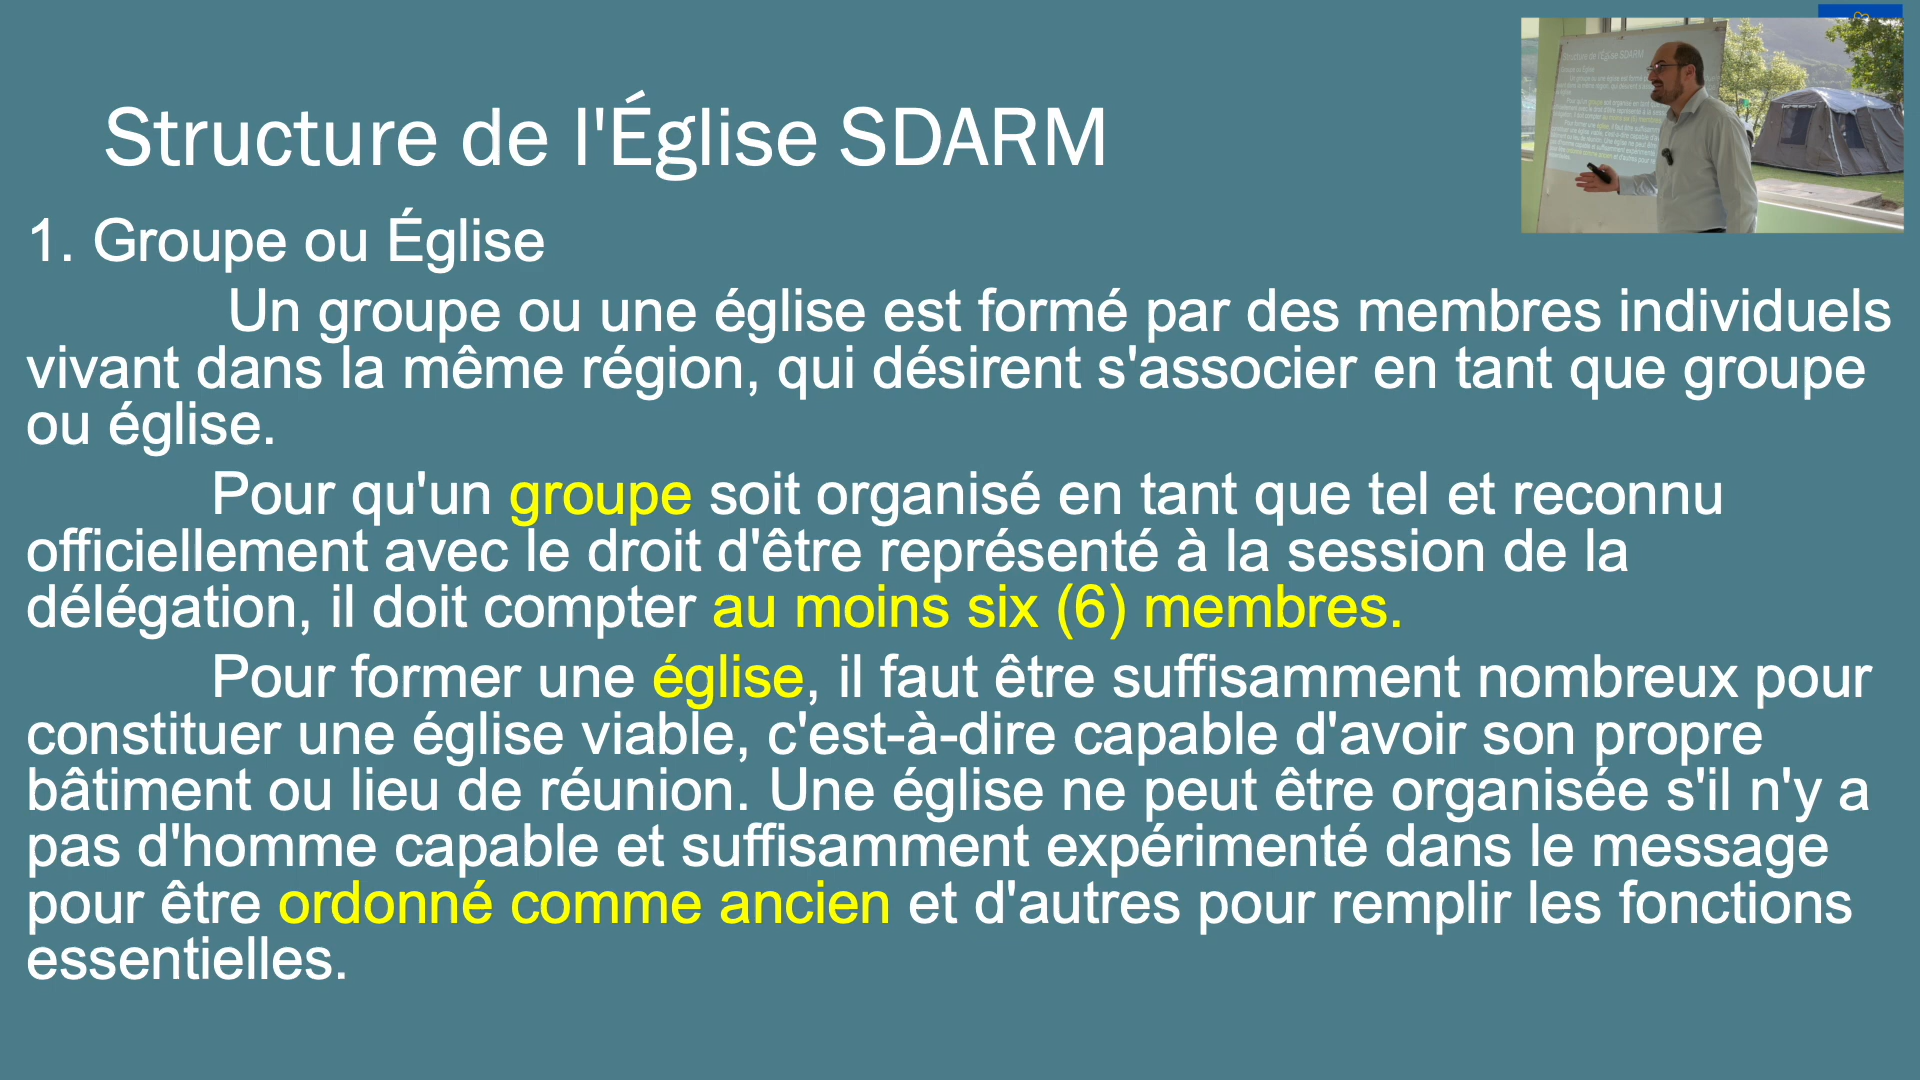 Structure de l'Église SDARM
1. Groupe ou Église
Un groupe ou une église est formé par des membres individuels
vivant dans la même région, qui désirent s'associer en tant que groupe
ou église.
Pour qu'un groupe soit organisé en tant que tel et reconnu
officiellement avec le droit d'être représenté à la session de la
délégation, il doit compter au moins six (6) membres.
Pour former une église, il faut être suffisamment nombreux pour
constituer une église viable, c'est-à-dire capable d'avoir son propre
bâtiment ou lieu de réunion. Une église ne peut être organisée s'il n'y a
pas d'homme capable et suffisamment expérimenté dans le message
pour être ordonné comme ancien et d'autres pour remplir les fonctions
essentielles.
Structure de l'Église SDARM